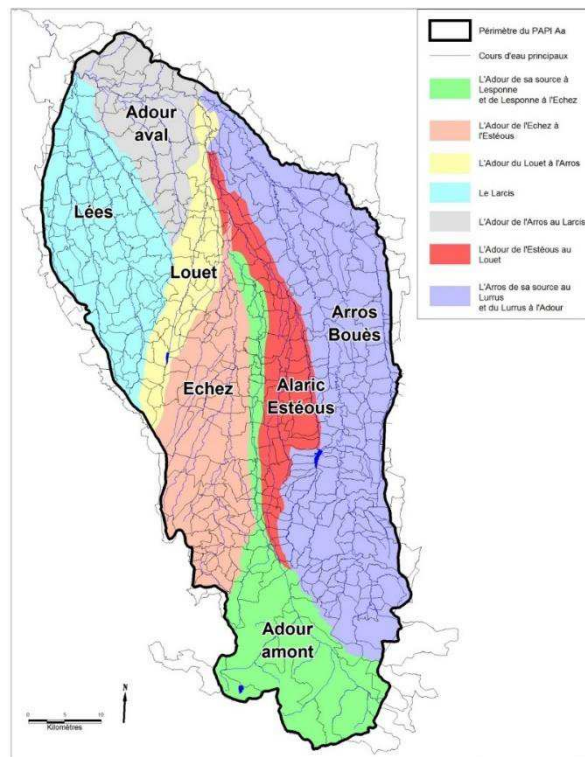 Périmètre du PAPI Aa
Cours d'eau principaux
L'Adour de sa source à
Lesponne
et de Lesponne à l'Echez
L'Adour de l'Echez à
l'Estéous
L'Adour du Louet à l'Arros
Le Larcis
L'Adour de l'Arros au Larcis
L'Adour de l'Estéous au
Louet
L'Arros de sa source au
Lurrus
et du Lurrus à l'Adour
Adour
aval
Lées
Louet
Arros
Bouès
Echez
Alaric
Estéous
Adour
amont
N
0 5 10
Kilomètres